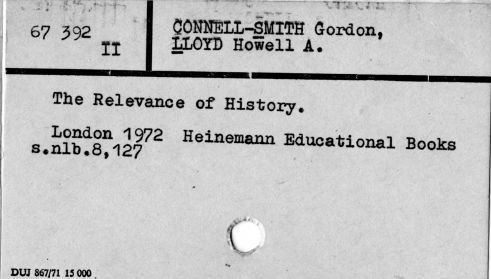 67 392
II
CONNELL-SMITH Gordon,
LLOYD Howell A.
The Relevance of History.
London 1972 Heinemann Educational Books
s.nlb.8,127
DUJ 867/71 15 000